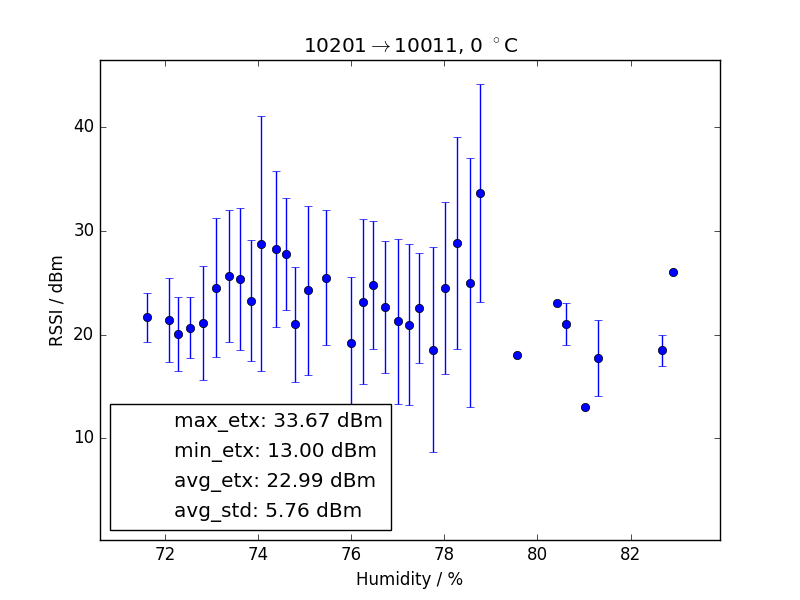 10201→10011, 0 °C
RSSI / dBm
40
30
20
10
max_etx: 33.67 dBm
min_etx: 13.00 dBm
avg_etx: 22.99 dBm
avg_std: 5.76 dBm
72 74 76 78 80 82
Humidity / %